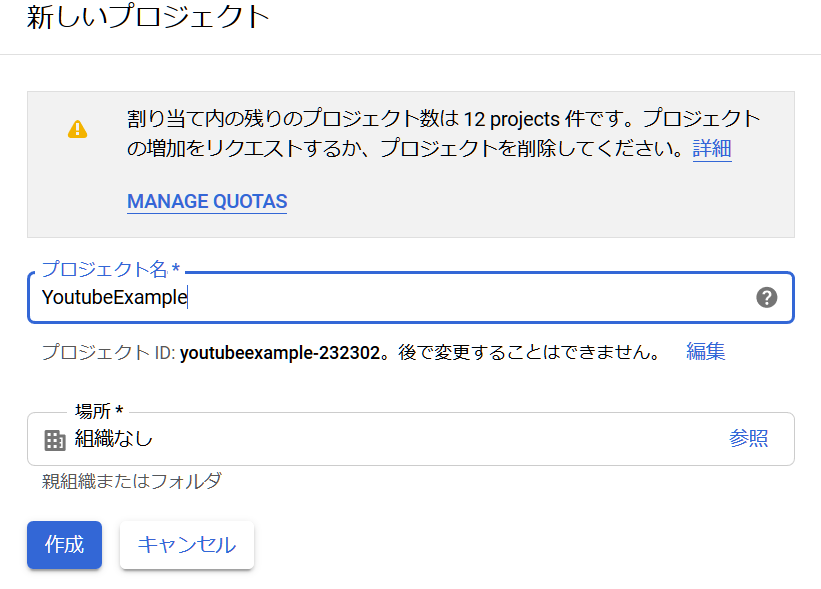 新しいプロジェクト
割り当て内の残りのプロジェクト数は 12 projects 件です。プロジェクト
の増加をリクエストするか、プロジェクトを削除してください。詳細
MANAGE QUOTAS
プロジェクト名 *
YoutubeExample
プロジェクト ID: youtubeexample-232302。後で変更することはできません。 編集
場所 *
組織なし 参照
親組織またはフォルダ
作成 キャンセル